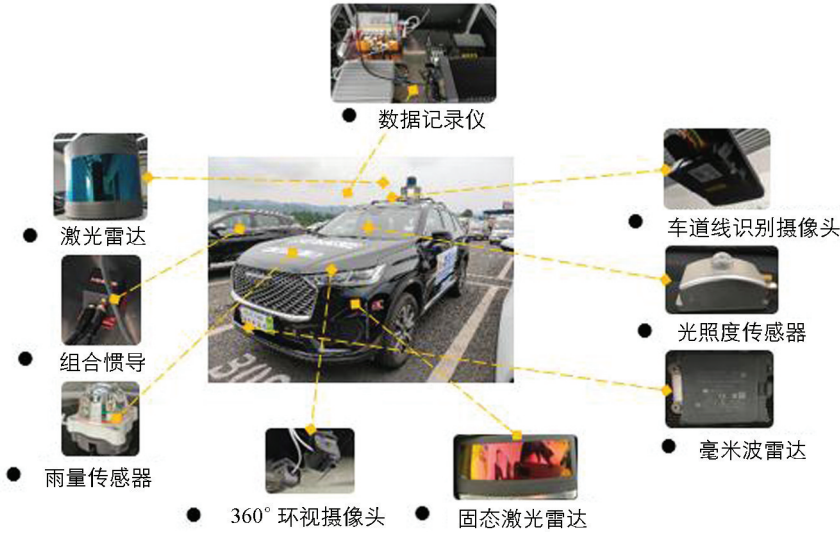 数据记录仪
激光雷达
车道线识别摄像头
组合惯导
光照度传感器
雨量传感器
毫米波雷达
360° 环视摄像头
固态激光雷达